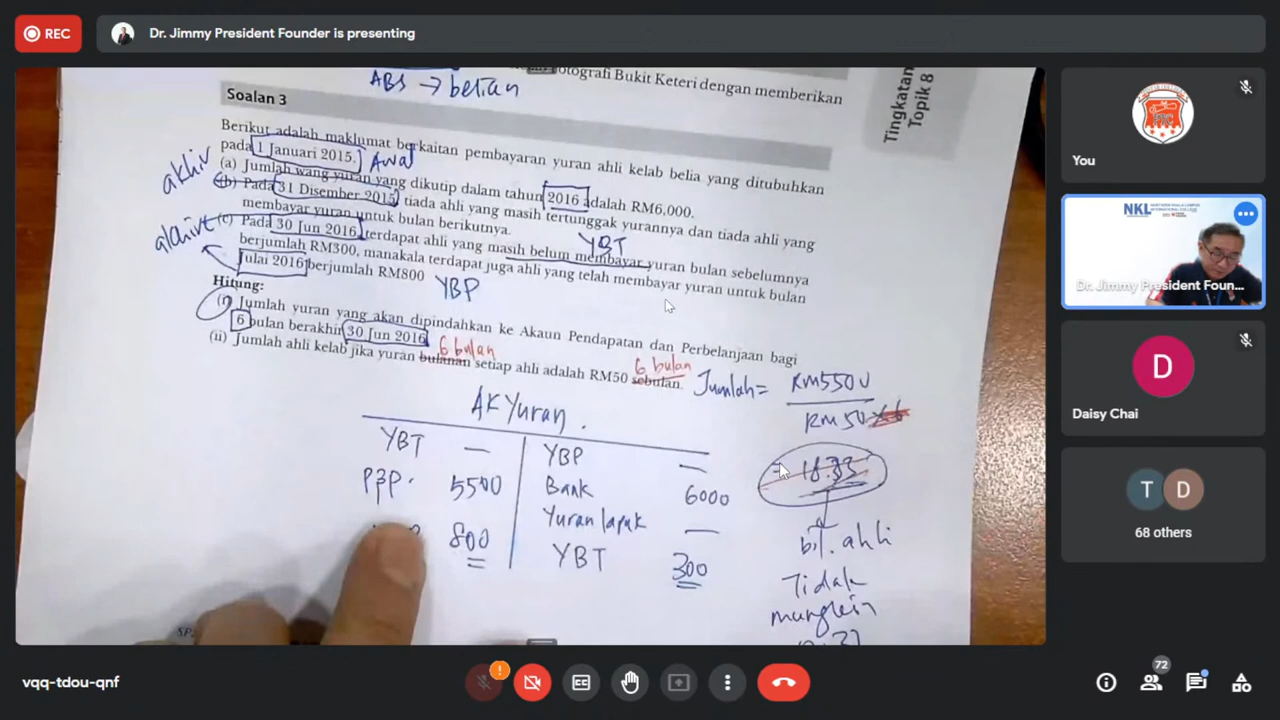 REC
Dr. Jimmy President Founder is presenting
Fotografi Bukit Keteri dengan memberikan
ABS → belian
Tingkatan
Topik 8
Soalan 3
Berikut adalah maklumat berkaitan pembayaran yuran ahli kelab belia yang ditubuhkan
pada 1 Januari 2015. Awal
(a) Jumlah wang yuran yang dikutip dalam tahun 2016 adalah RM6,000.
akhir
(b) Pada 31 Disember 2015 tiada ahli yang masih tertunggak yurannya dan tiada ahli yang
membayar yuran untuk bulan berikutnya.
YBT
(c) Pada 30 Jun 2016 terdapat ahli yang masih belum membayar yuran bulan sebelumnya
berjumlah RM300, manakala terdapat juga ahli yang telah membayar yuran untuk bulan
Julai 2016 berjumlah RM800 YBP
Hitung:
(i) Jumlah yuran yang akan dipindahkan ke Akaun Pendapatan dan Perbelanjaan bagi
6 bulan berakhir 30 Jun 2016
6 bulan
6 bulan
(ii) Jumlah ahli kelab jika yuran bulanan setiap ahli adalah RM50 sebulan.
Jumlah = RM5500
RM50 x6
= 18.33
bil. ahli
Tidak
mungkin
AK Yuran.
YBT — YBP —
P&P. 5500 Bank 6000
Yuran lapuk —
800 YBT 300
You
NKL
Dr. Jimmy President Foun...
D
Daisy Chai
T D
68 others
vqq-tdou-qnf
72